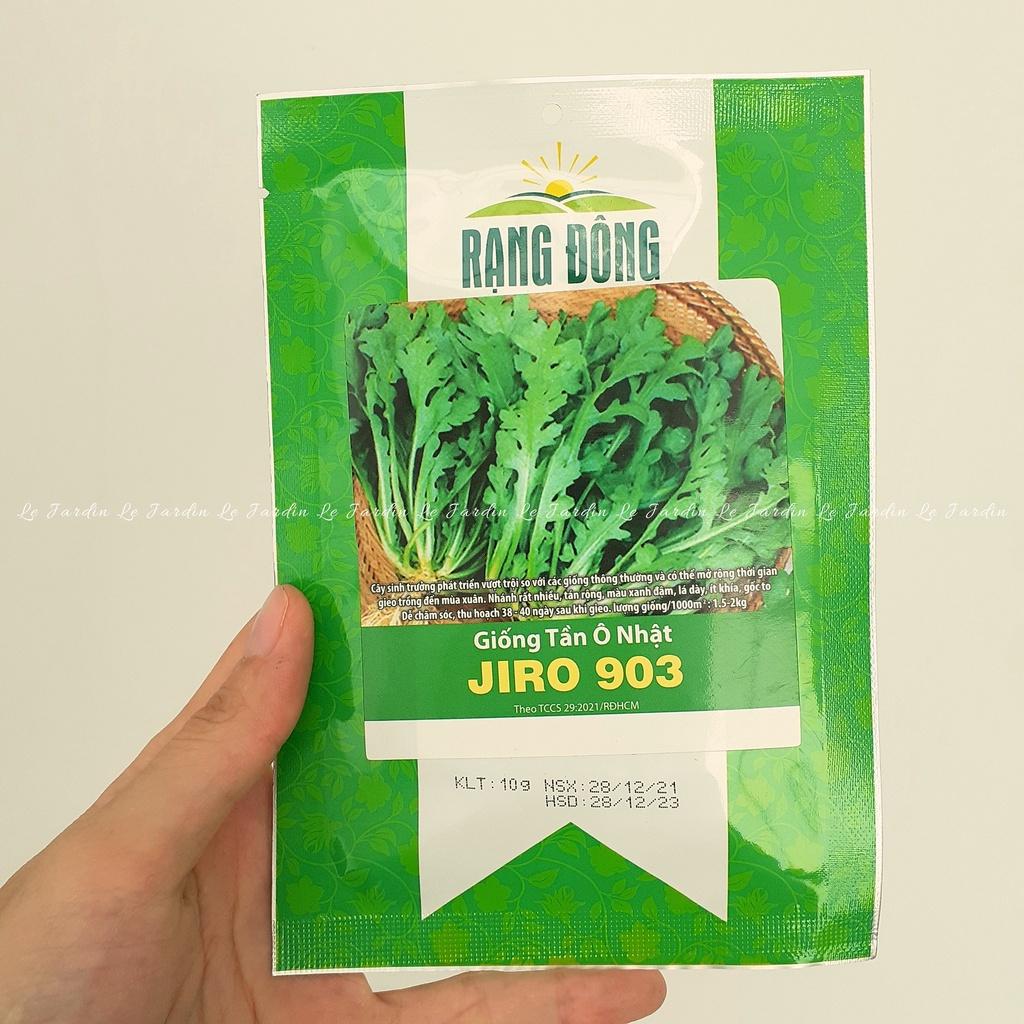 RẠNG ĐÔNG
Le Jardin Le Jardin Le Jardin Le Jardin Le Jardin Le Jardin Le Jardin Le Jardin Le Jardin Le Jardin
Cây sinh trưởng phát triển vượt trội so với các giống thông thường và có thể mở rộng thời gian
gieo trồng đến mùa xuân. Nhánh rất nhiều, tán rộng, màu xanh đậm, lá dày, ít khía, gốc to
Dễ chăm sóc, thu hoạch 38 - 40 ngày sau khi gieo. lượng giống/1000m²: 1.5-2kg
Giống Tần Ô Nhật
JIRO 903
Theo TCCS 29:2021/RĐHCM
KLT: 10g NSX: 28/12/21
HSD: 28/12/23